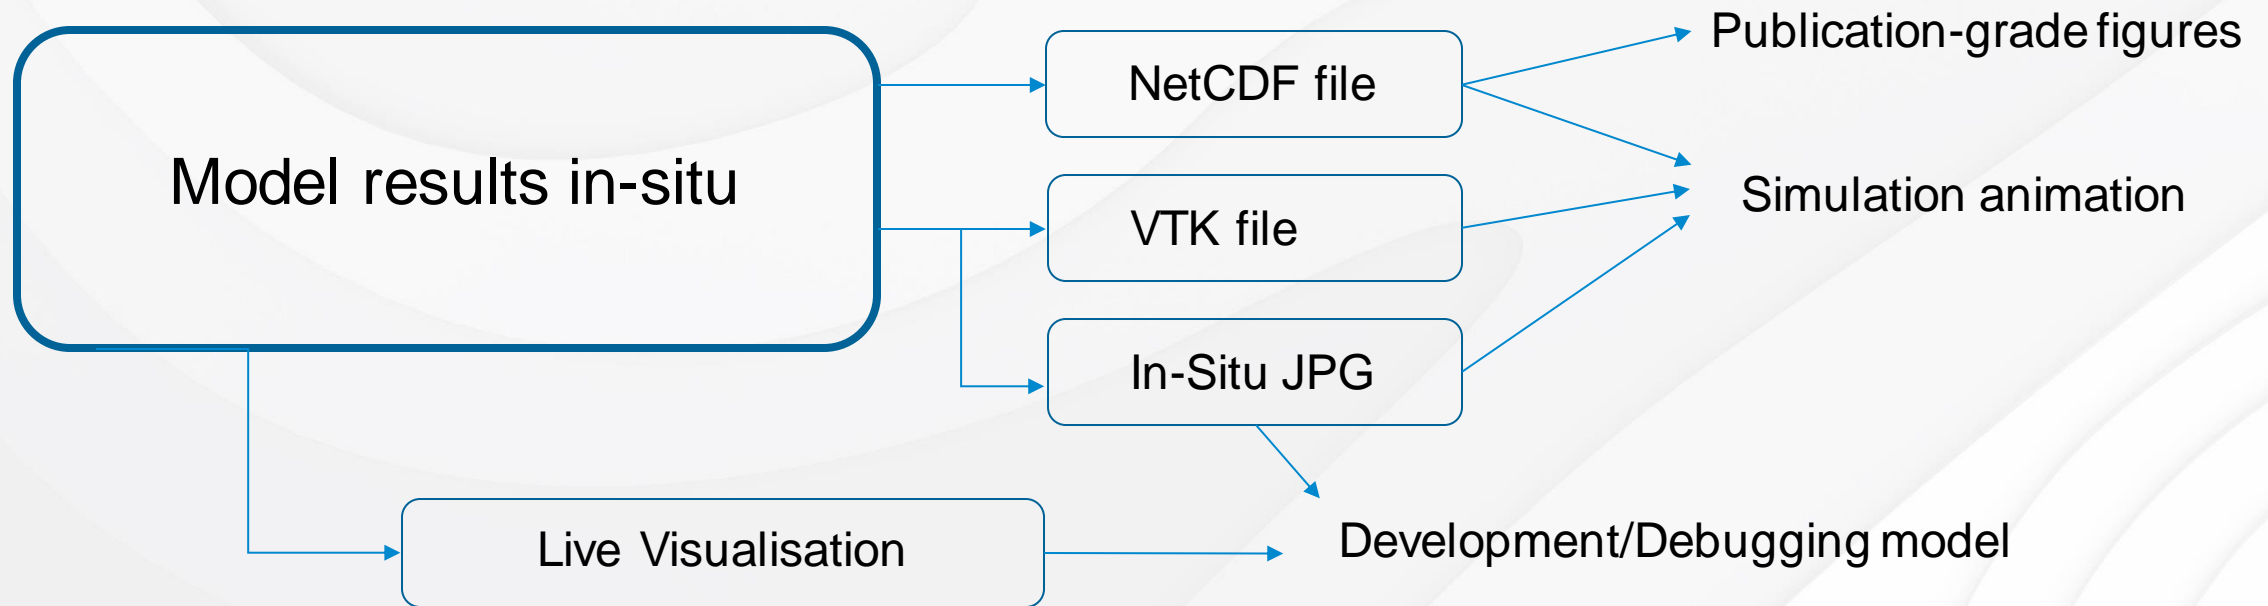 Publication-grade figures
NetCDF file
Model results in-situ
Simulation animation
VTK file
In-Situ JPG
Live Visualisation
Development/Debugging model